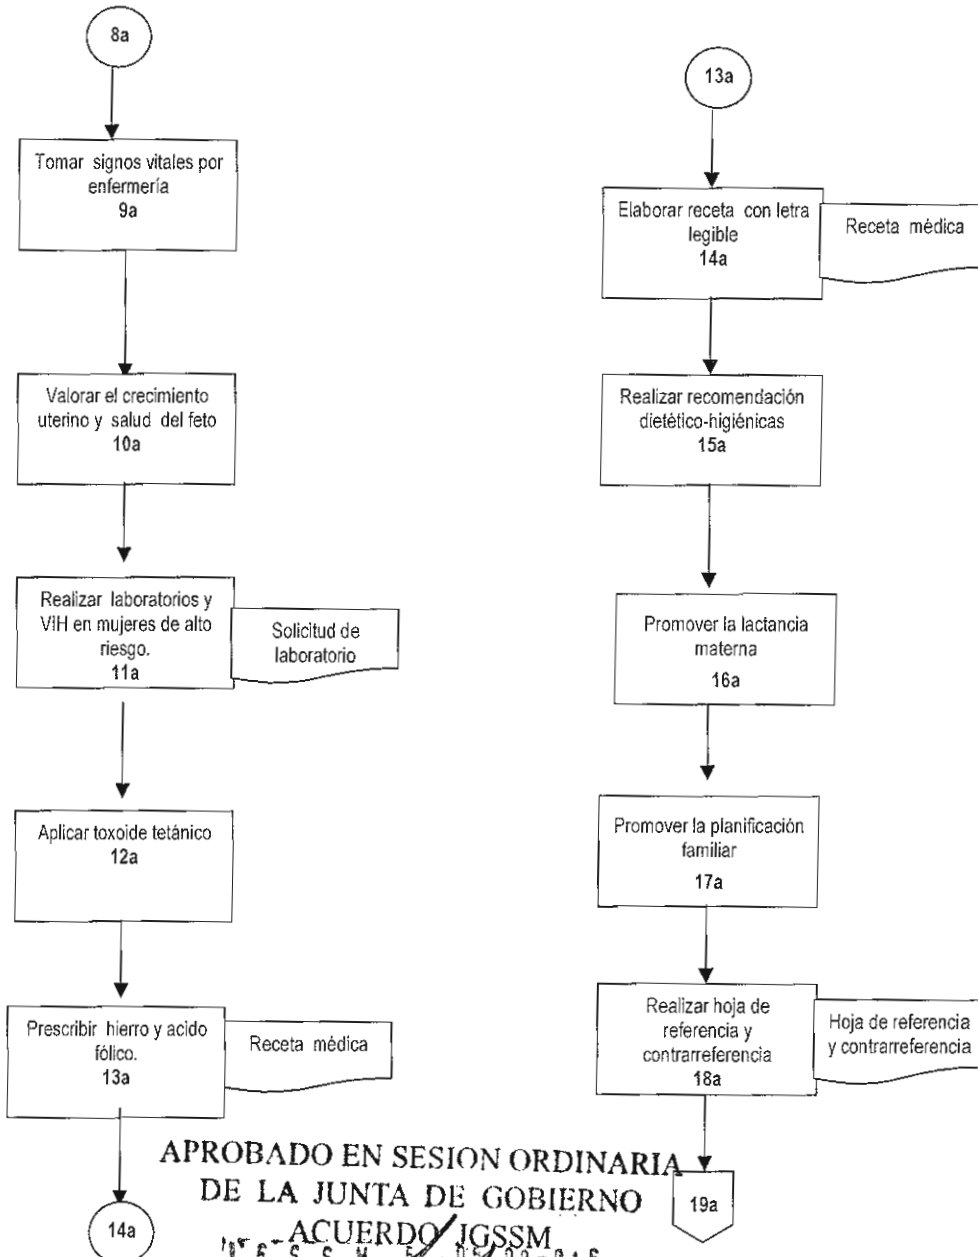 8a
Tomar signos vitales por
enfermería
9a
Valorar el crecimiento
uterino y salud del feto
10a
Realizar laboratorios y
VIH en mujeres de alto
riesgo.
11a
Solicitud de
laboratorio
Aplicar toxoide tetánico
12a
Prescribir hierro y acido
fólico.
13a
Receta médica
14a
13a
Elaborar receta con letra
legible
14a
Receta médica
Realizar recomendación
dietético-higiénicas
15a
Promover la lactancia
materna
16a
Promover la planificación
familiar
17a
Realizar hoja de
referencia y
contrarreferencia
18a
Hoja de referencia
y contrarreferencia
19a
APROBADO EN SESION ORDINARIA
DE LA JUNTA DE GOBIERNO
ACUERDO JGSSM